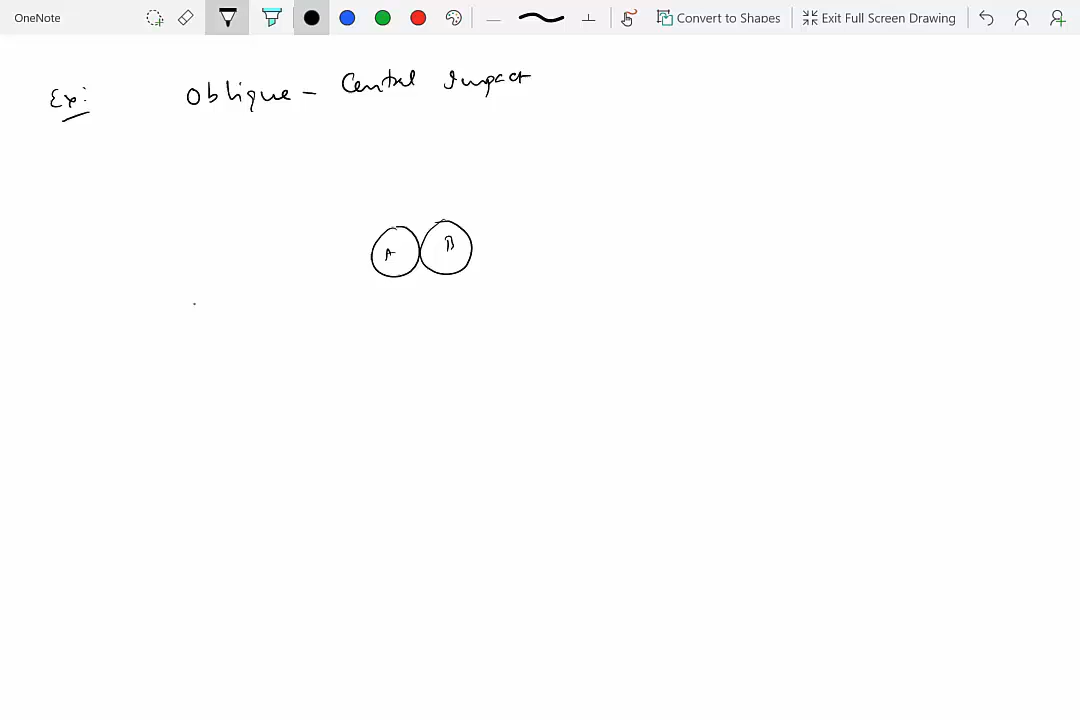 OneNote
Convert to Shapes
Exit Full Screen Drawing
Ex: Oblique - Central Impact
A B